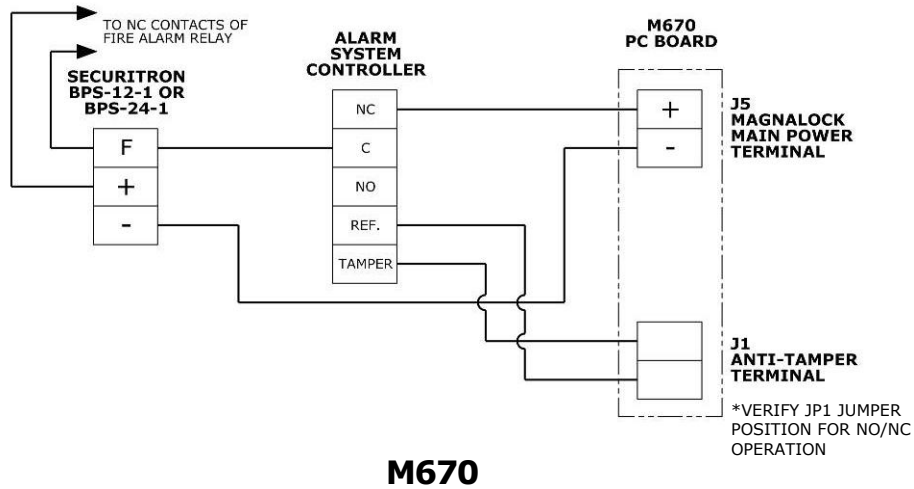 TO NC CONTACTS OF
FIRE ALARM RELAY
SECURITRON
BPS-12-1 OR
BPS-24-1
F
+
-
ALARM
SYSTEM
CONTROLLER
NC
C
NO
REF.
TAMPER
M670
PC BOARD
+
-
J5
MAGNALOCK
MAIN POWER
TERMINAL
J1
ANTI-TAMPER
TERMINAL
*VERIFY JP1 JUMPER
POSITION FOR NO/NC
OPERATION
M670